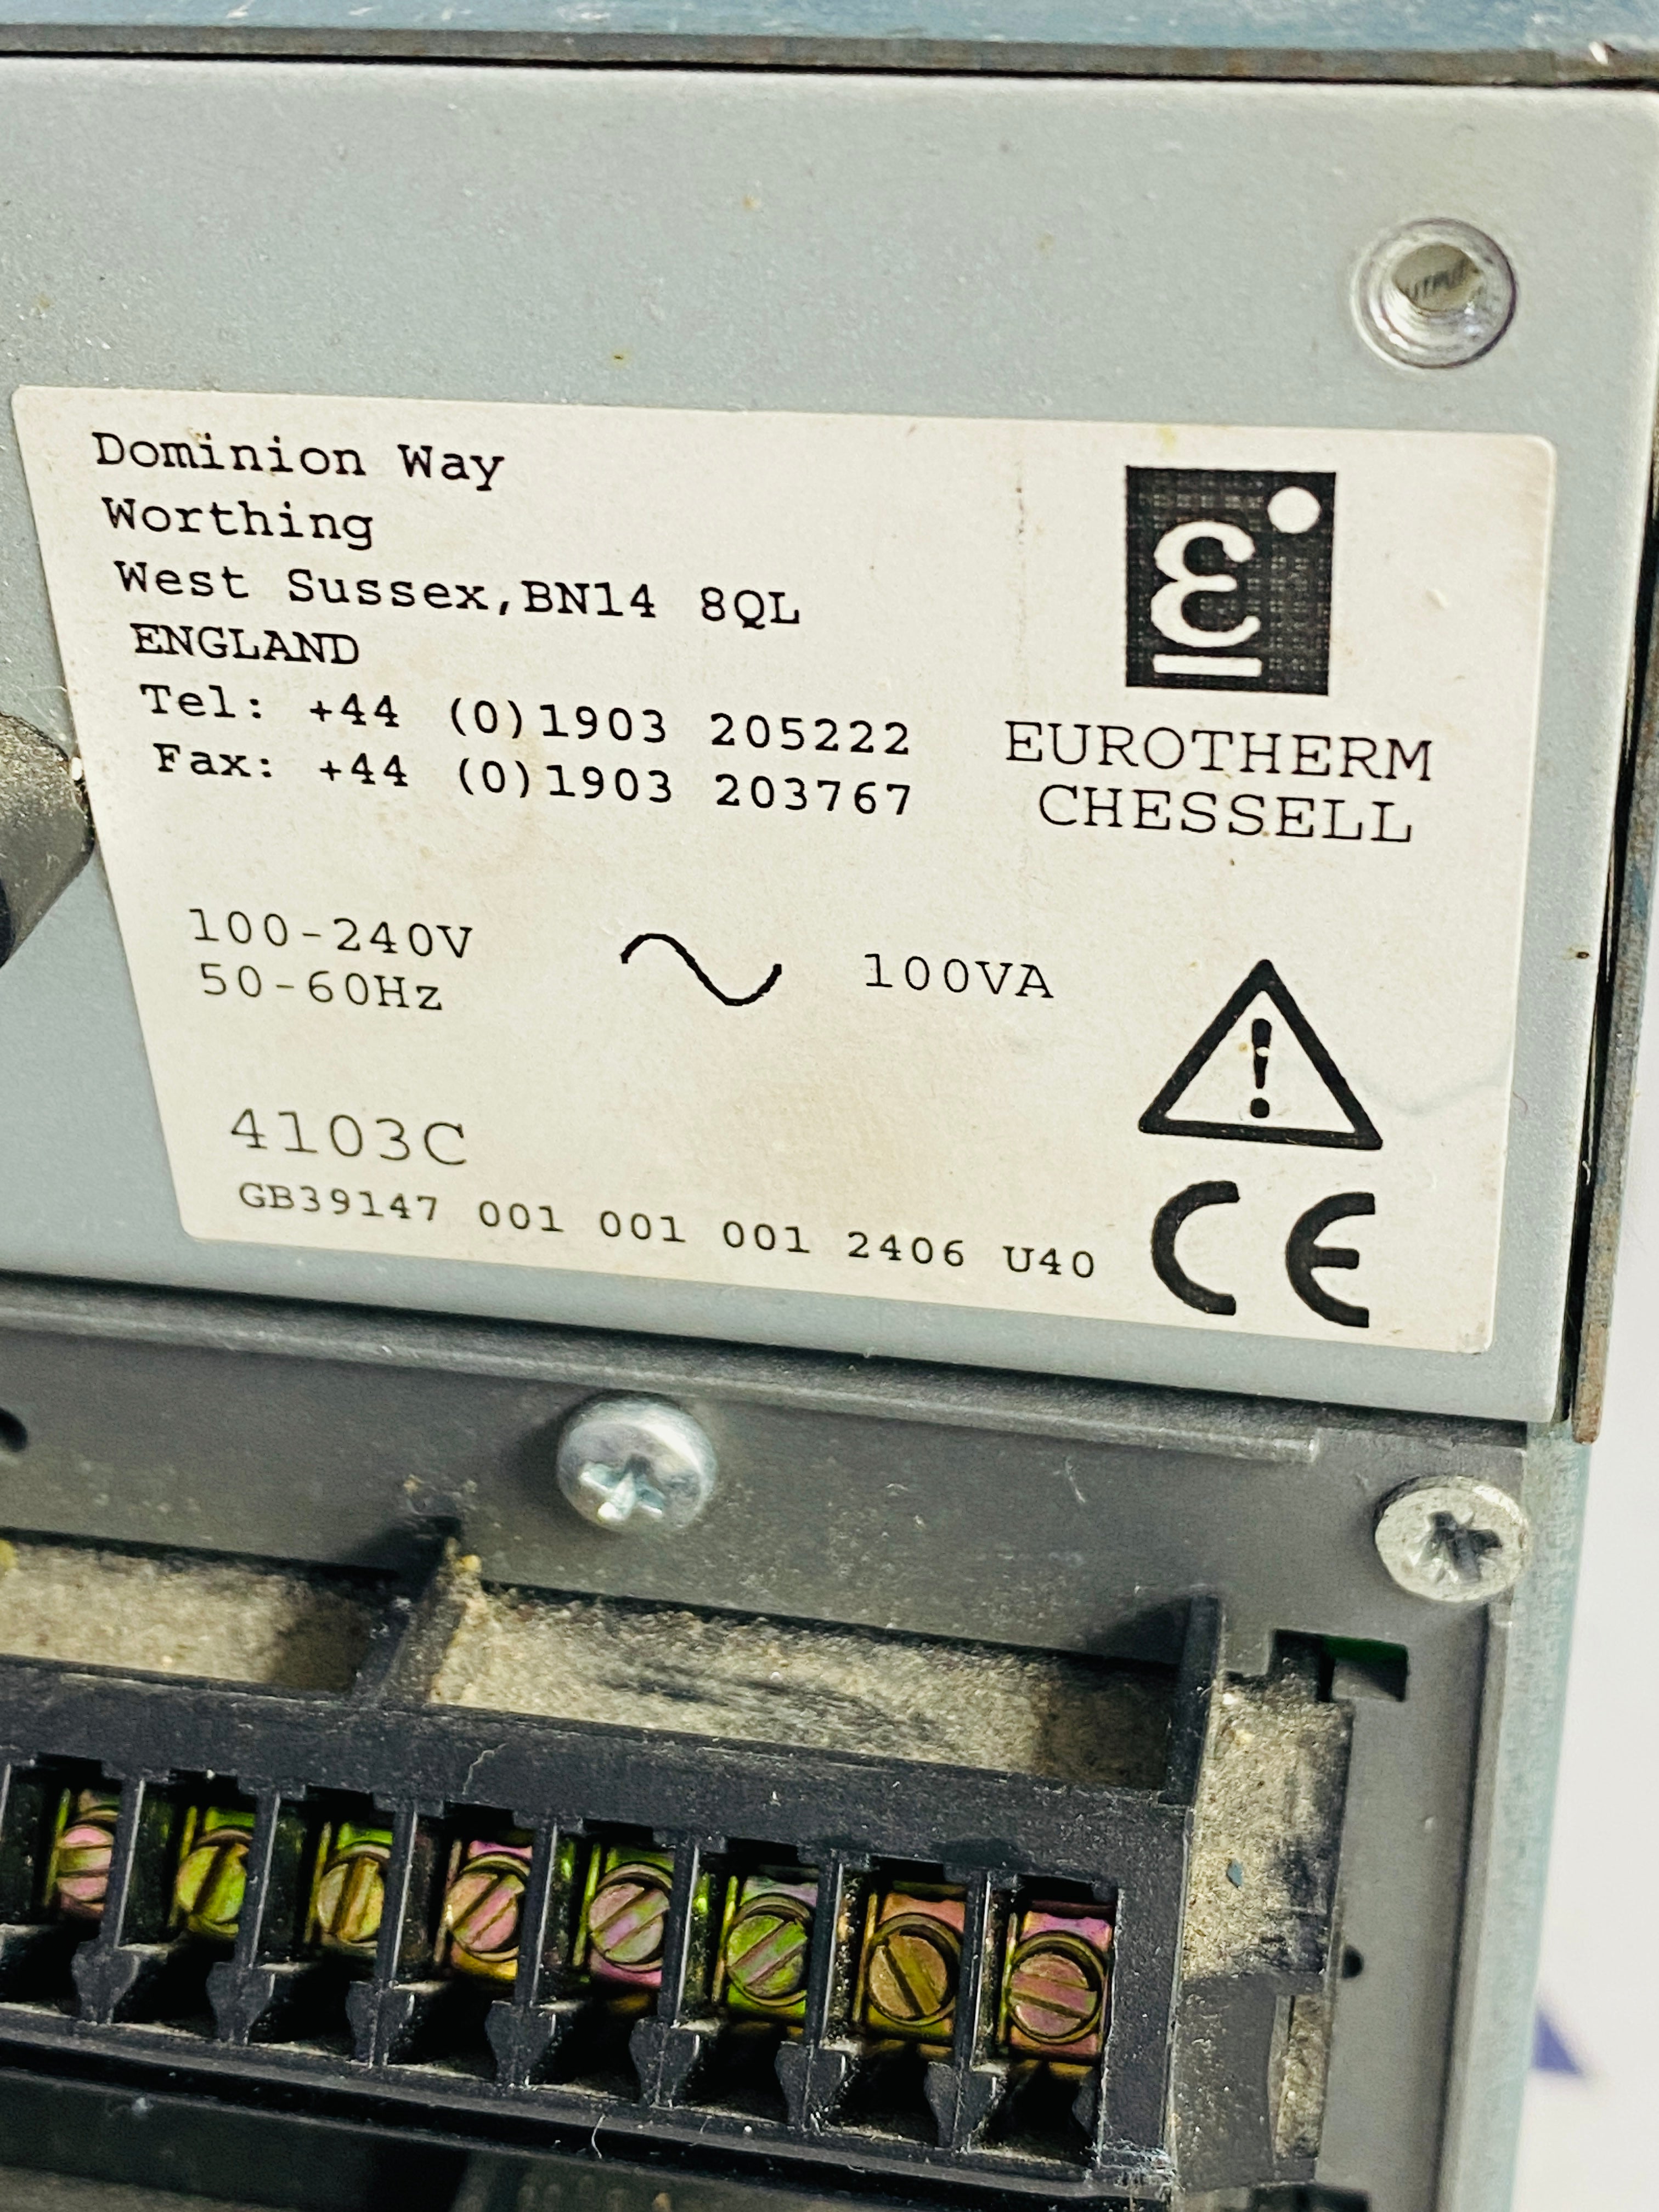 Dominion Way
Worthing
West Sussex,BN14 8QL
ENGLAND
Tel: +44 (0)1903 205222
Fax: +44 (0)1903 203767
EUROTHERM
CHESSELL
100-240V
50-60Hz
100VA
4103C
GB39147 001 001 001 2406 U40
CE